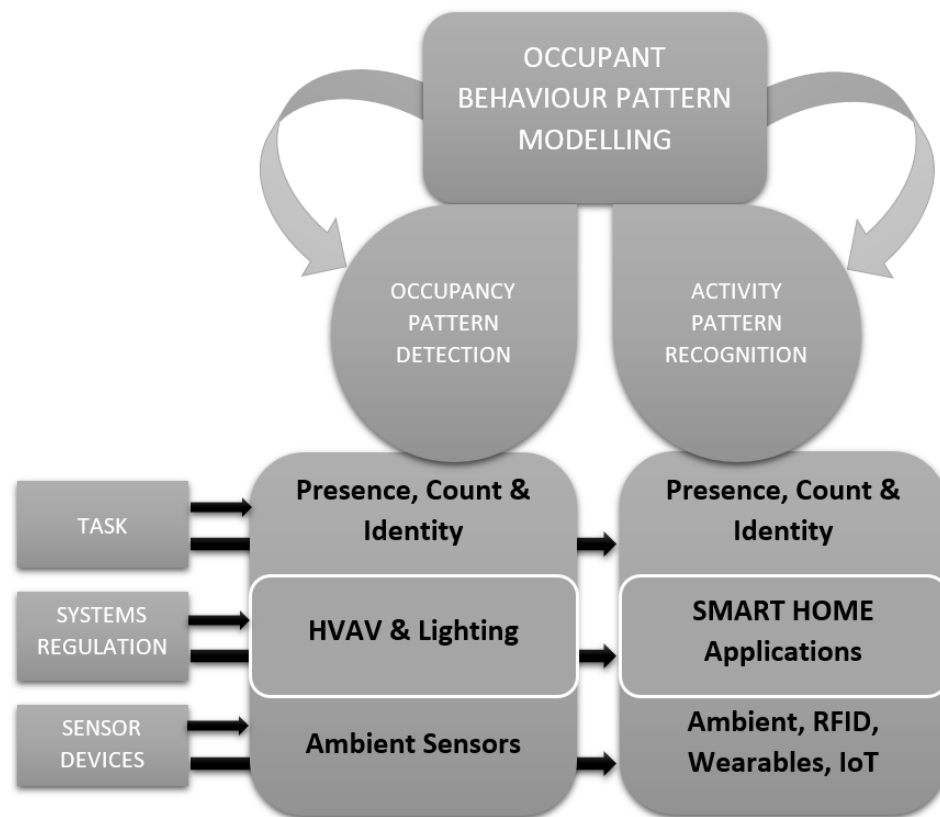 OCCUPANT
BEHAVIOUR PATTERN
MODELLING
OCCUPANCY
PATTERN
DETECTION
ACTIVITY
PATTERN
RECOGNITION
TASK
Presence, Count &
Identity
Presence, Count &
Identity
SYSTEMS
REGULATION
HVAV & Lighting
SMART HOME
Applications
SENSOR
DEVICES
Ambient Sensors
Ambient, RFID,
Wearables, IoT